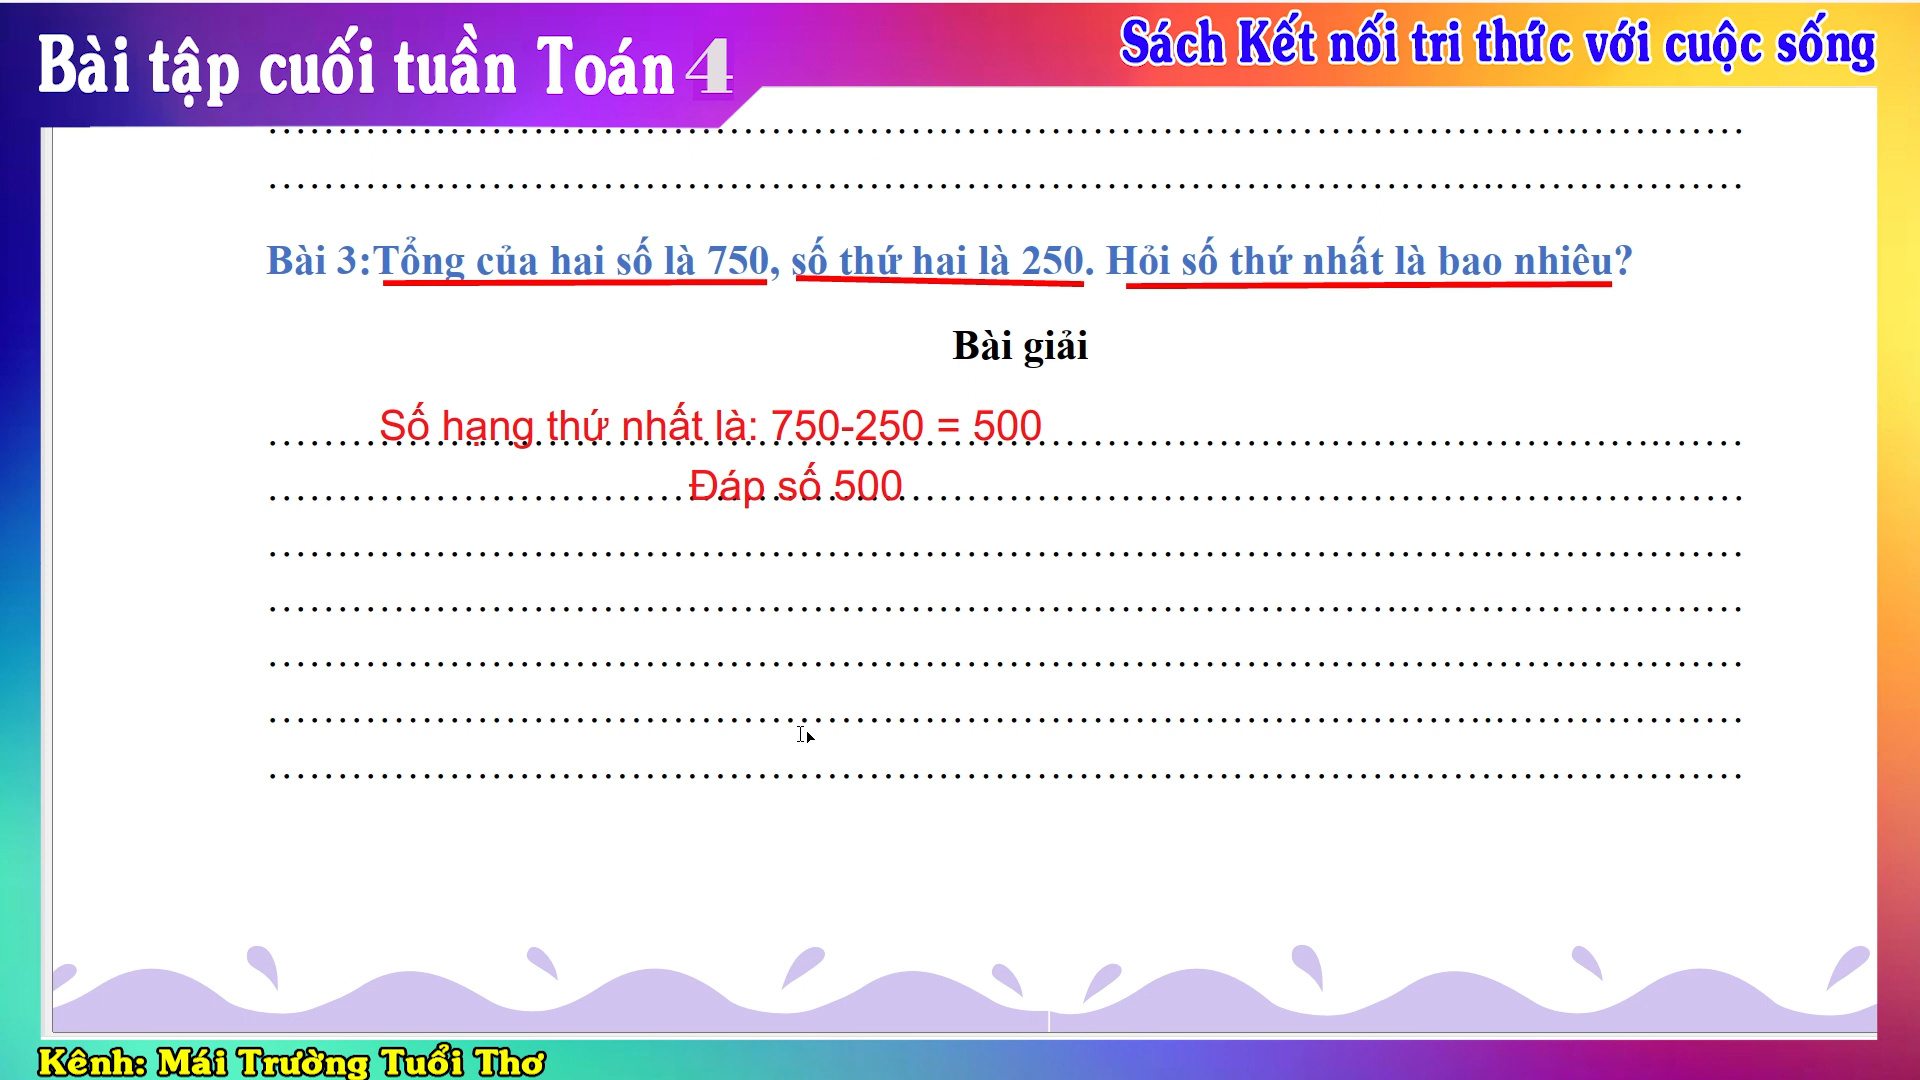 Bài tập cuối tuần Toán 4
Sách Kết nối tri thức với cuộc sống
Bài 3:Tổng của hai số là 750, số thứ hai là 250. Hỏi số thứ nhất là bao nhiêu?
Bài giải
Số hạng thứ nhất là: 750-250 = 500
Đáp số 500
Kênh: Mái Trường Tuổi Thơ